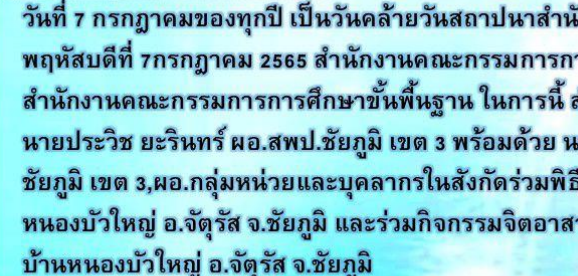 วันที่ 7 กรกฎาคมของทุกปี เป็นวันคล้ายวันสถาปนาสำนั
พฤหัสบดีที่ 7กรกฎาคม 2565 สำนักงานคณะกรรมการกา
สำนักงานคณะกรรมการการศึกษาขั้นพื้นฐาน ในการนี้ ส
นายประวิช ยะรินทร์ ผอ.สพป.ชัยภูมิ เขต 3 พร้อมด้วย น
ชัยภูมิ เขต 3,ผอ.กลุ่มหน่วยและบุคลากรในสังกัดร่วมพิธี
หนองบัวใหญ่ อ.จัตุรัส จ.ชัยภูมิ และร่วมกิจกรรมจิตอาสา
บ้านหนองบัวใหญ่ อ.จัตุรัส จ.ชัยภูมิ